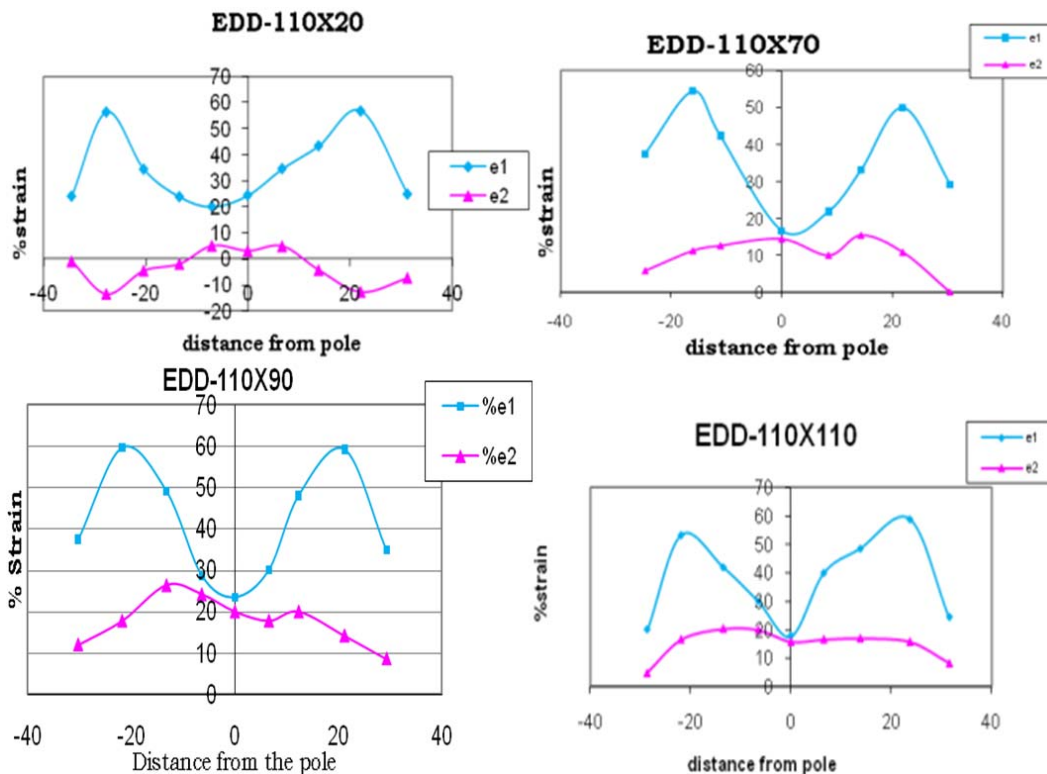 EDD-110X20
70
60
50
40
30
20
10
0
-10
-20
-40
-20
0
20
40
%strain
distance from pole
e1
e2
EDD-110X70
60
50
40
30
20
10
0
-40
-20
0
20
40
%strain
distance from pole
e1
e2
EDD-110X90
70
60
50
40
30
20
10
0
-40
-20
0
20
40
% Strain
Distance from the pole
%e1
%e2
EDD-110X110
70
60
50
40
30
20
10
0
-40
-20
0
20
40
%strain
distance from pole
e1
e2